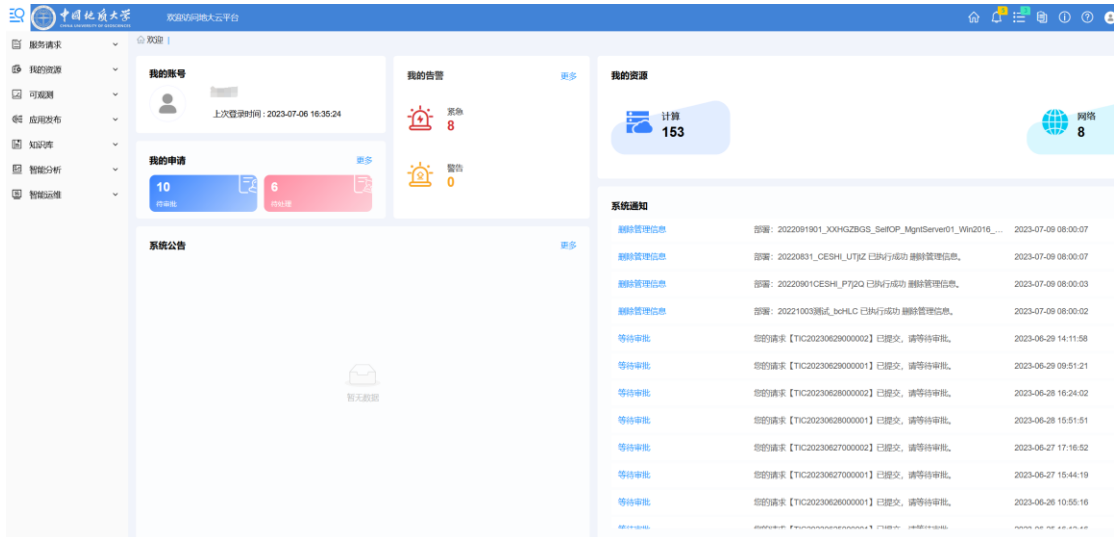 中国地质大学
CHINA UNIVERSITY OF GEOSCIENCES
欢迎访问地大云平台
3
3
服务请求
我的资源
可观测
应用发布
知识库
智能分析
智能运维
欢迎
我的账号
上次登录时间 : 2023-07-06 16:35:24
我的申请 更多
10
待审批
6
待处理
我的告警 更多
紧急
8
警告
0
我的资源
计算
153
网络
8
系统公告 更多
暂无数据
系统通知
删除管理信息 部署：2022091901_XXHGZBGS_SelfOP_MgntServer01_Win2016_... 2023-07-09 08:00:07
删除管理信息 部署：20220831_CESHI_UTjtZ 已执行成功 删除管理信息。 2023-07-09 08:00:07
删除管理信息 部署：20220901CESHI_P7j2Q 已执行成功 删除管理信息。 2023-07-09 08:00:03
删除管理信息 部署：20221003测试_bcHLC 已执行成功 删除管理信息。 2023-07-09 08:00:02
等待审批 您的请求【TIC20230629000002】已提交，请等待审批。 2023-06-29 14:11:58
等待审批 您的请求【TIC20230629000001】已提交，请等待审批。 2023-06-29 09:51:21
等待审批 您的请求【TIC20230628000002】已提交，请等待审批。 2023-06-28 16:24:02
等待审批 您的请求【TIC20230628000001】已提交，请等待审批。 2023-06-28 15:51:51
等待审批 您的请求【TIC20230627000002】已提交，请等待审批。 2023-06-27 17:16:52
等待审批 您的请求【TIC20230627000001】已提交，请等待审批。 2023-06-27 15:44:19
等待审批 您的请求【TIC20230626000001】已提交，请等待审批。 2023-06-26 10:55:16